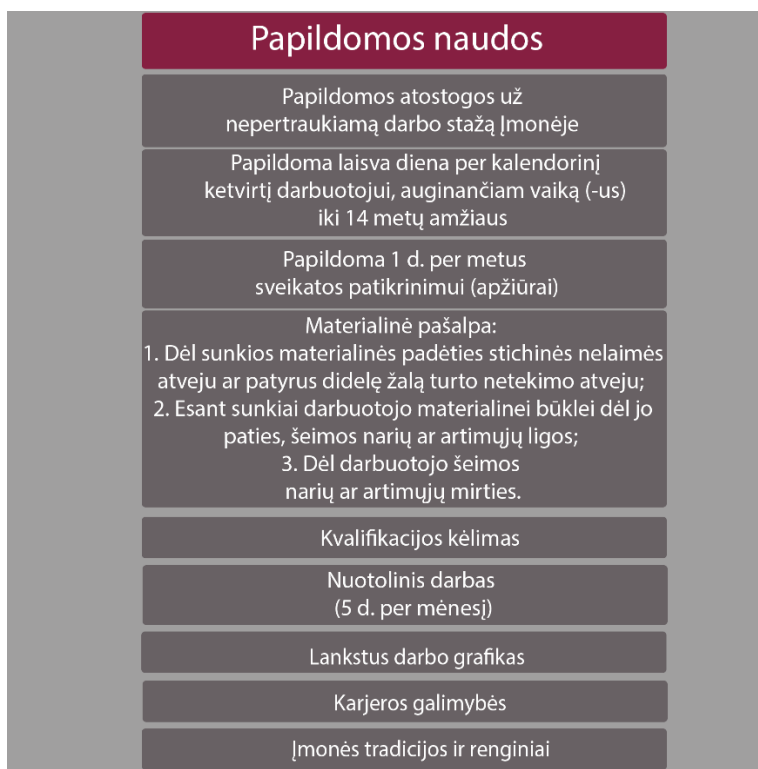 Papildomos naudos
Papildomos atostogos už
nepertraukiamą darbo stažą Įmonėje
Papildoma laisva diena per kalendorinį
ketvirtį darbuotojui, auginančiam vaiką (-us)
iki 14 metų amžiaus
Papildoma 1 d. per metus
sveikatos patikrinimui (apžiūrai)
Materialinė pašalpa:
1. Dėl sunkios materialinės padėties stichinės nelaimės
atveju ar patyrus didelę žalą turto netekimo atveju;
2. Esant sunkiai darbuotojo materialinei būklei dėl jo
paties, šeimos narių ar artimųjų ligos;
3. Dėl darbuotojo šeimos
narių ar artimųjų mirties.
Kvalifikacijos kėlimas
Nuotolinis darbas
(5 d. per mėnesį)
Lankstus darbo grafikas
Karjeros galimybės
Įmonės tradicijos ir renginiai